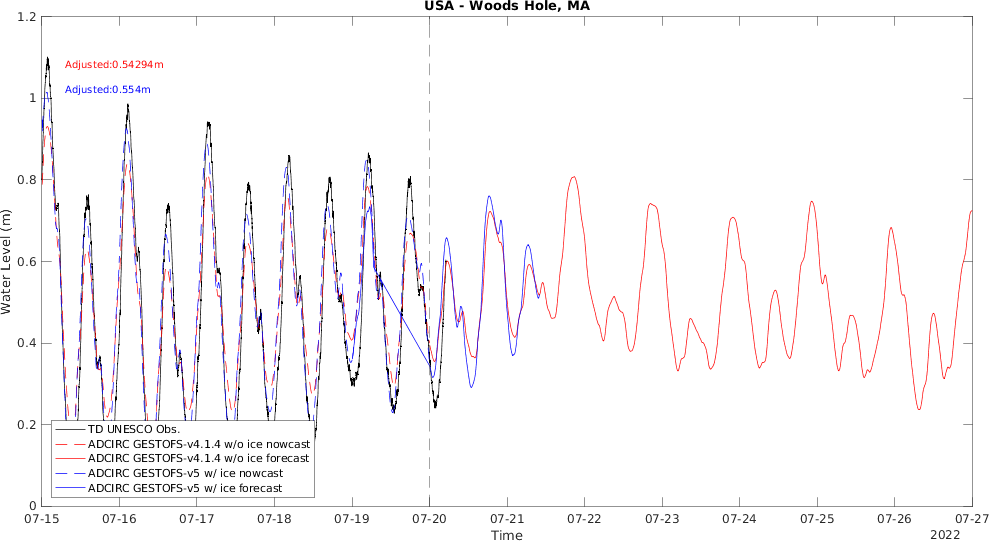 USA - Woods Hole, MA
1.2
1
0.8
0.6
0.4
0.2
0
Water Level (m)
Adjusted:0.54294m
Adjusted:0.554m
TD UNESCO Obs.
ADCIRC GESTOFS-v4.1.4 w/o ice nowcast
ADCIRC GESTOFS-v4.1.4 w/o ice forecast
ADCIRC GESTOFS-v5 w/ ice nowcast
ADCIRC GESTOFS-v5 w/ ice forecast
07-15 07-16 07-17 07-18 07-19 07-20 07-21 07-22 07-23 07-24 07-25 07-26 07-27
Time
2022